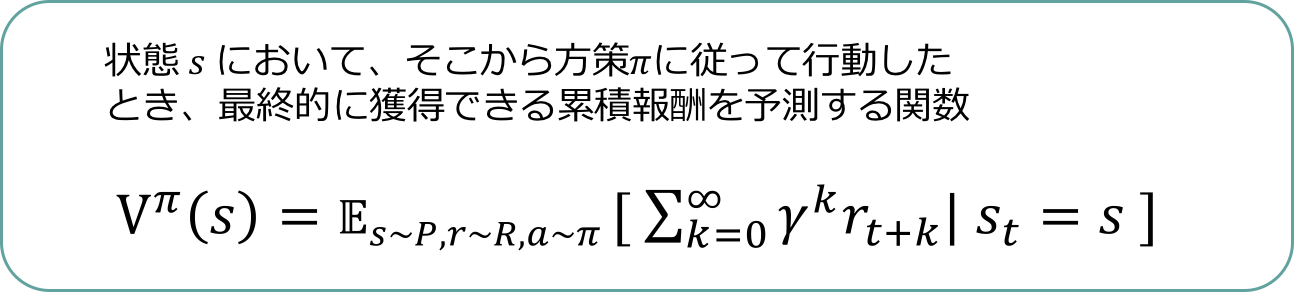 状態 s において、そこから方策πに従って行動した
とき、最終的に獲得できる累積報酬を予測する関数
V^π(s) = 𝔼_{s~P,r~R,a~π} [ ∑_{k=0}^{∞} γ^k r_{t+k} | s_t = s ]